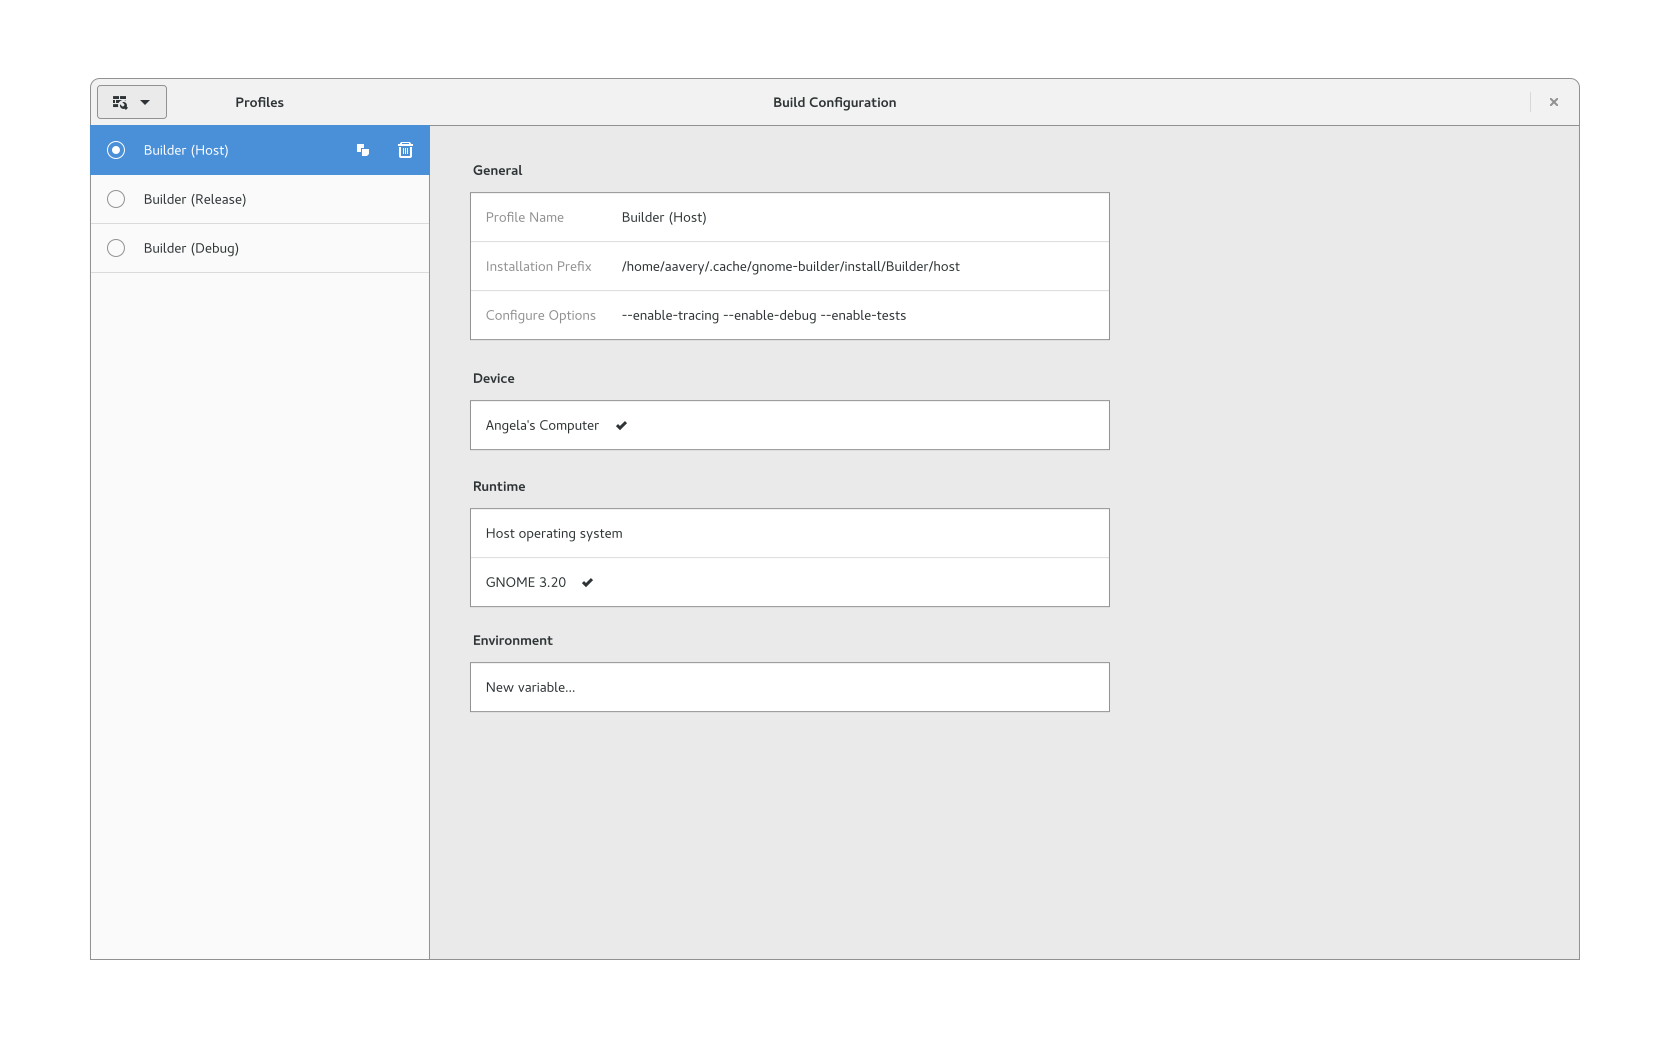 Profiles
Build Configuration
Builder (Host)
Builder (Release)
Builder (Debug)
General
Profile Name Builder (Host)
Installation Prefix /home/aavery/.cache/gnome-builder/install/Builder/host
Configure Options --enable-tracing --enable-debug --enable-tests
Device
Angela's Computer
Runtime
Host operating system
GNOME 3.20
Environment
New variable...